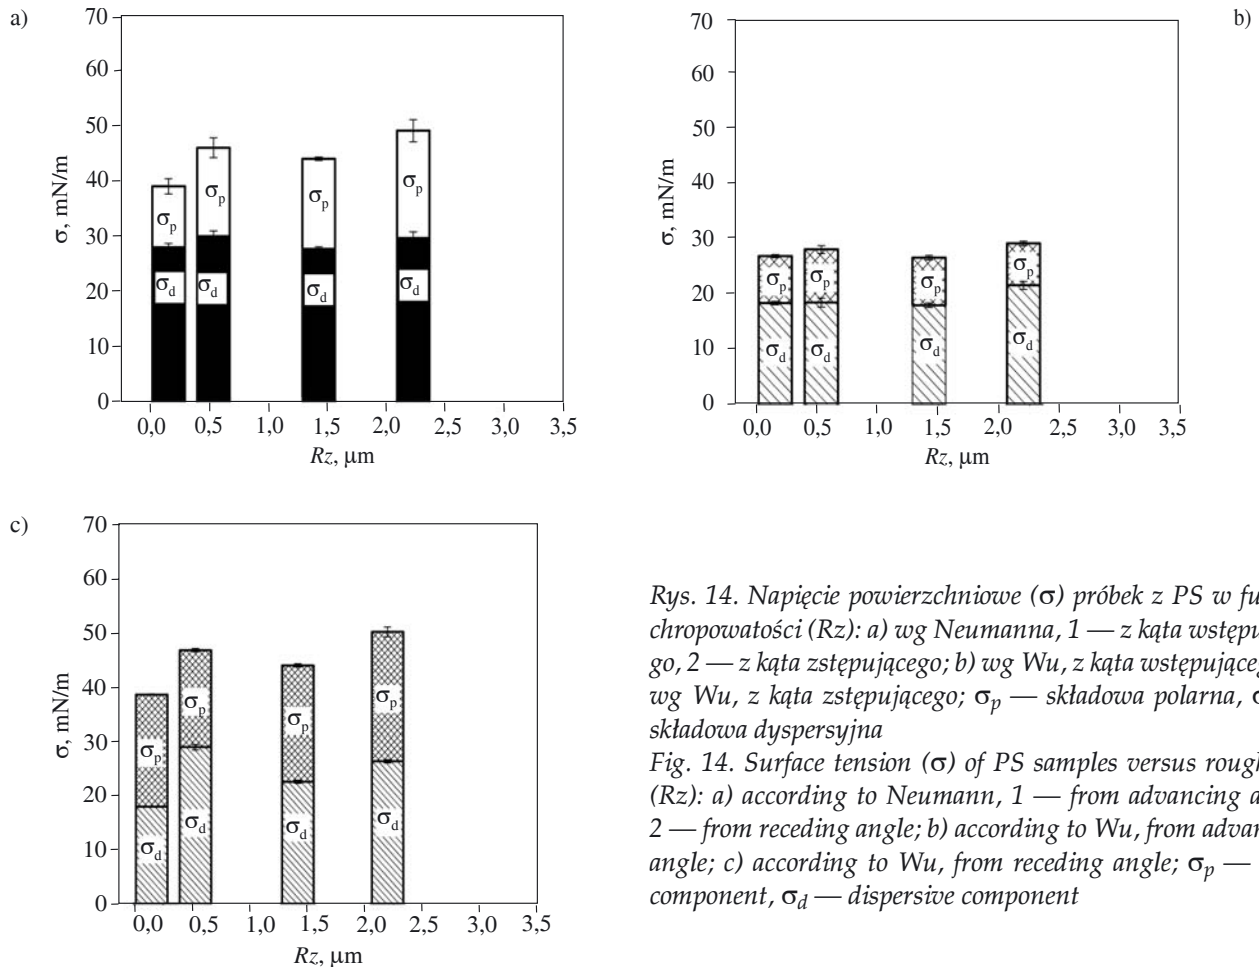 a)
70
60
50
40
30
20
10
0
σ, mN/m
σp
σd
σp
σd
σp
σd
σp
σd
0,0 0,5 1,0 1,5 2,0 2,5 3,0 3,5
Rz, μm
b)
70
60
50
40
30
20
10
0
σ, mN/m
σp
σd
σp
σd
σp
σd
σp
σd
0,0 0,5 1,0 1,5 2,0 2,5 3,0 3,5
Rz, μm
c)
70
60
50
40
30
20
10
0
σ, mN/m
σp
σd
σp
σd
σp
σd
σp
σd
0,0 0,5 1,0 1,5 2,0 2,5 3,0 3,5
Rz, μm
Rys. 14. Napięcie powierzchniowe (σ) próbek z PS w fu
chropowatości (Rz): a) wg Neumanna, 1 — z kąta wstępu
go, 2 — z kąta zstępującego; b) wg Wu, z kąta wstępująceg
wg Wu, z kąta zstępującego; σp — składowa polarna, σ
składowa dyspersyjna
Fig. 14. Surface tension (σ) of PS samples versus rough
(Rz): a) according to Neumann, 1 — from advancing a
2 — from receding angle; b) according to Wu, from advan
angle; c) according to Wu, from receding angle; σp —
component, σd — dispersive component